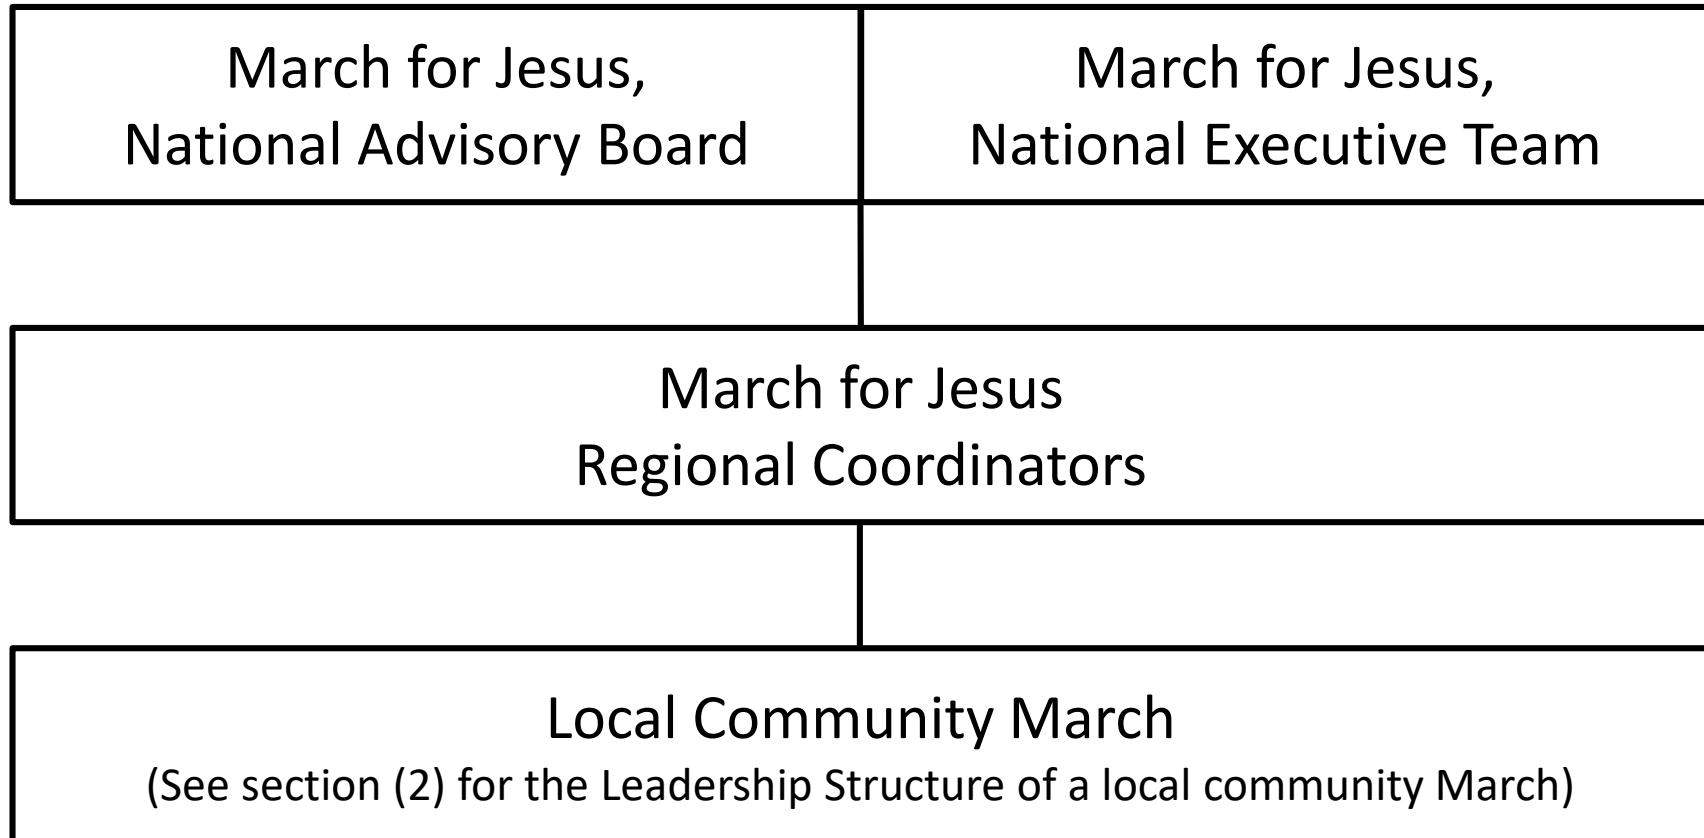 March for Jesus,
National Advisory Board
March for Jesus,
National Executive Team
March for Jesus
Regional Coordinators
Local Community March
(See section (2) for the Leadership Structure of a local community March)